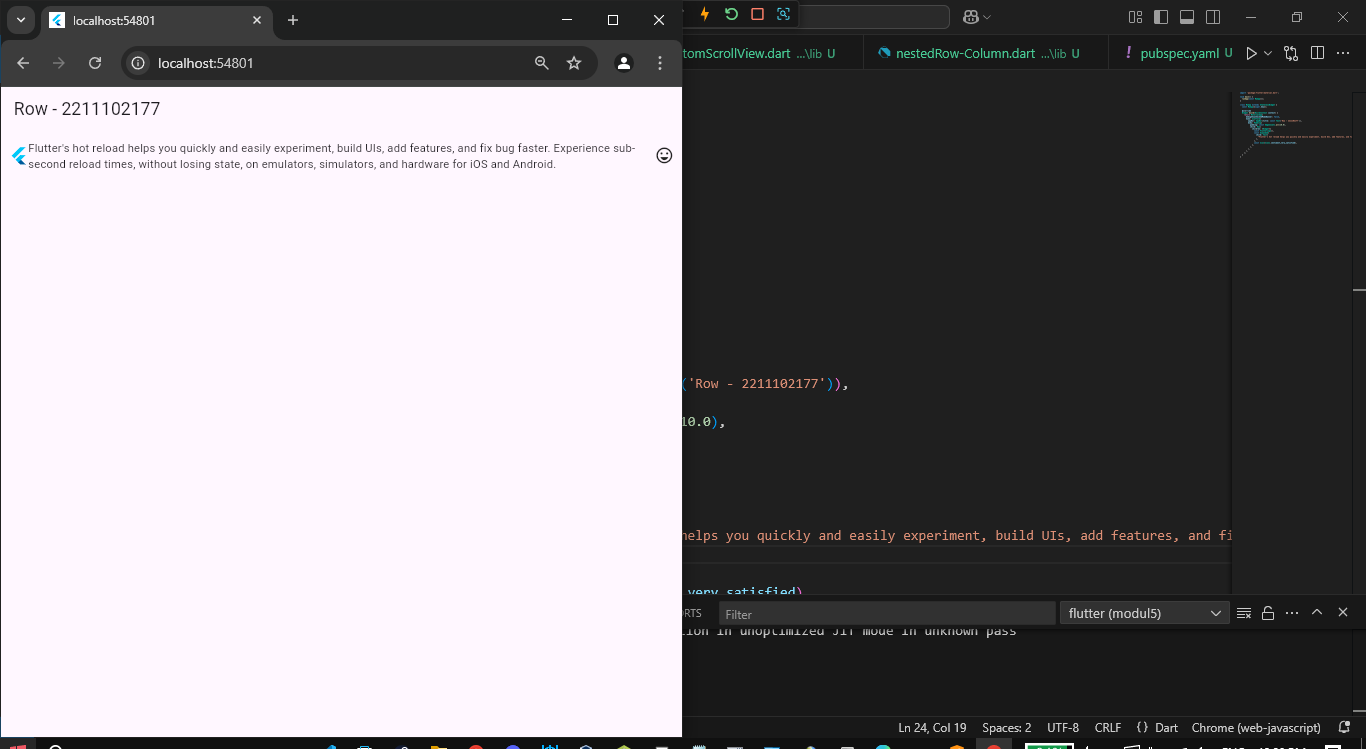 localhost:54801
localhost:54801
Row - 2211102177
Flutter's hot reload helps you quickly and easily experiment, build UIs, add features, and fix bug faster. Experience sub-
second reload times, without losing state, on emulators, simulators, and hardware for iOS and Android.
tomScrollView.dart ...\lib U
nestedRow-Column.dart ...\lib U
! pubspec.yaml U
('Row - 2211102177')),
10.0),
helps you quickly and easily experiment, build UIs, add features, and fi
very_satisfied)
ORTS
Filter
flutter (modul5)
tion in unoptimized JIT mode in unknown pass
Ln 24, Col 19 Spaces: 2 UTF-8 CRLF {} Dart Chrome (web-javascript)